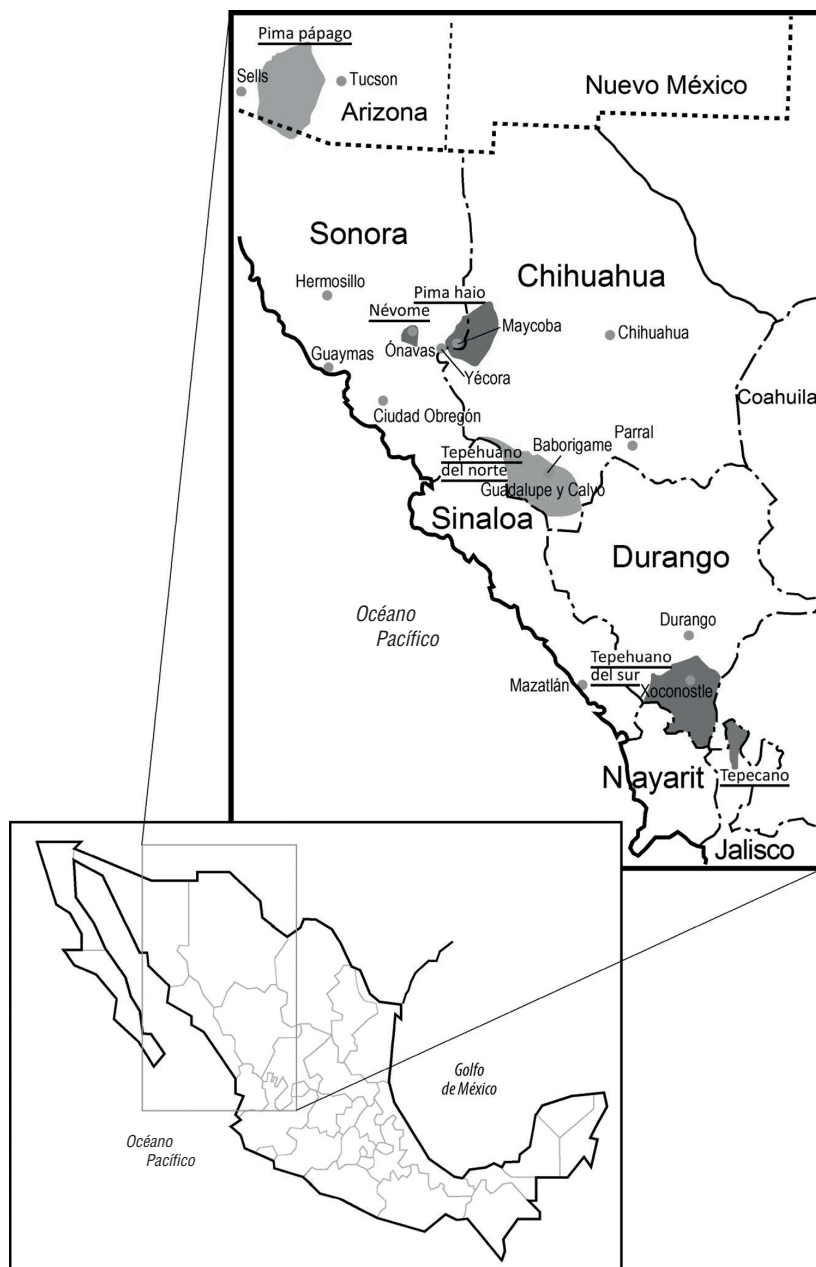 Pima pápago
Sells
Tucson
Arizona
Nuevo México
Sonora
Chihuahua
Hermosillo
Pima haio
Névome
Maycoba
Chihuahua
Ónavas
Guaymas
Yécora
Coahuila
Ciudad Obregón
Baborigame
Parral
Tepehuano
del norte
Guadalupe y Calvo
Sinaloa
Durango
Océano
Pacífico
Durango
Tepehuano
del sur
Mazatlán
Xoconostle
Nayarit
Tepecano
Jalisco
Golfo
de México
Océano
Pacífico